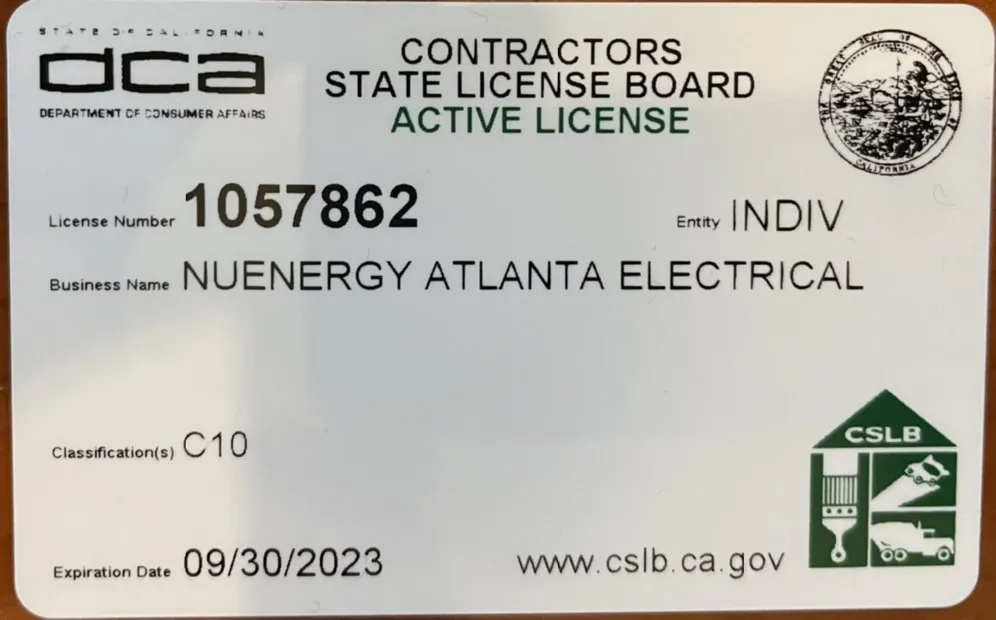 STATE OF CALIFORNIA
dca
DEPARTMENT OF CONSUMER AFFAIRS
CONTRACTORS
STATE LICENSE BOARD
ACTIVE LICENSE
CALIFORNIA
License Number 1057862
Entity INDIV
Business Name NUENERGY ATLANTA ELECTRICAL
Classification(s) C10
CSLB
Expiration Date 09/30/2023
www.cslb.ca.gov